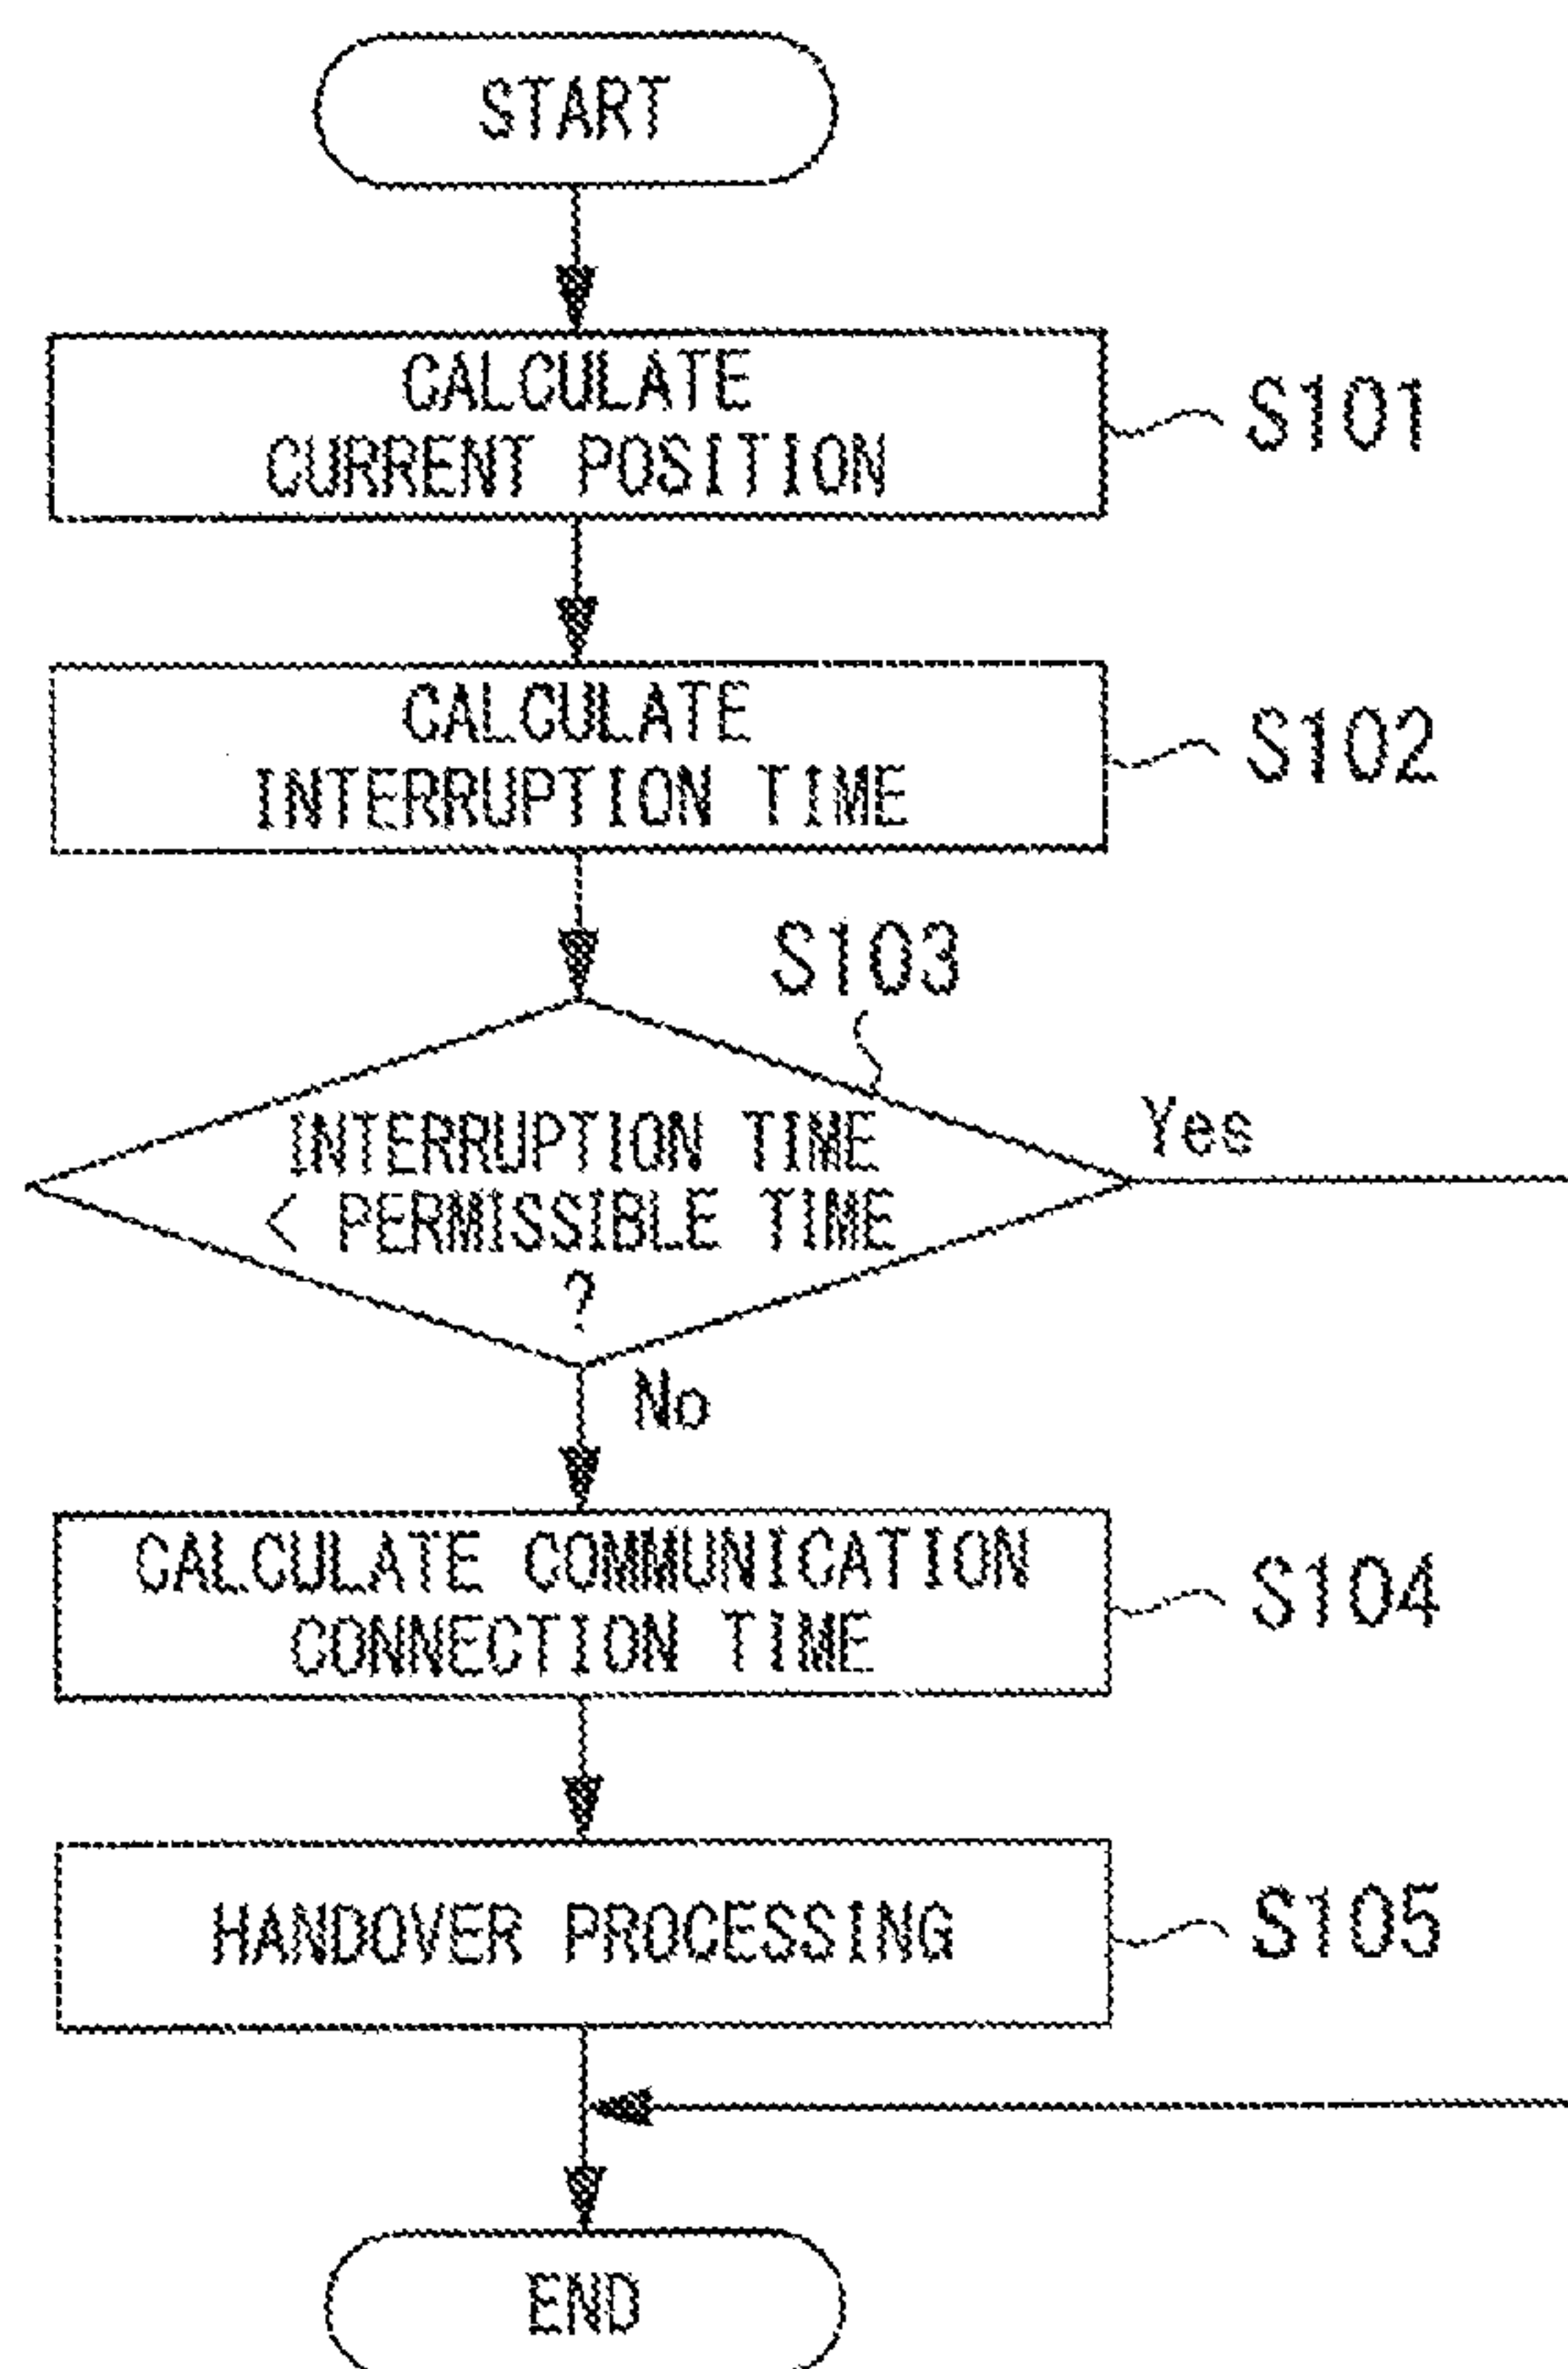 START
CALCULATE
CURRENT POSITION
S101
CALCULATE
INTERRUPTION TIME
S102
S103
INTERRUPTION TIME
< PERMISSIBLE TIME
?
Yes
No
CALCULATE COMMUNICATION
CONNECTION TIME
S104
HANDOVER PROCESSING
S105
END